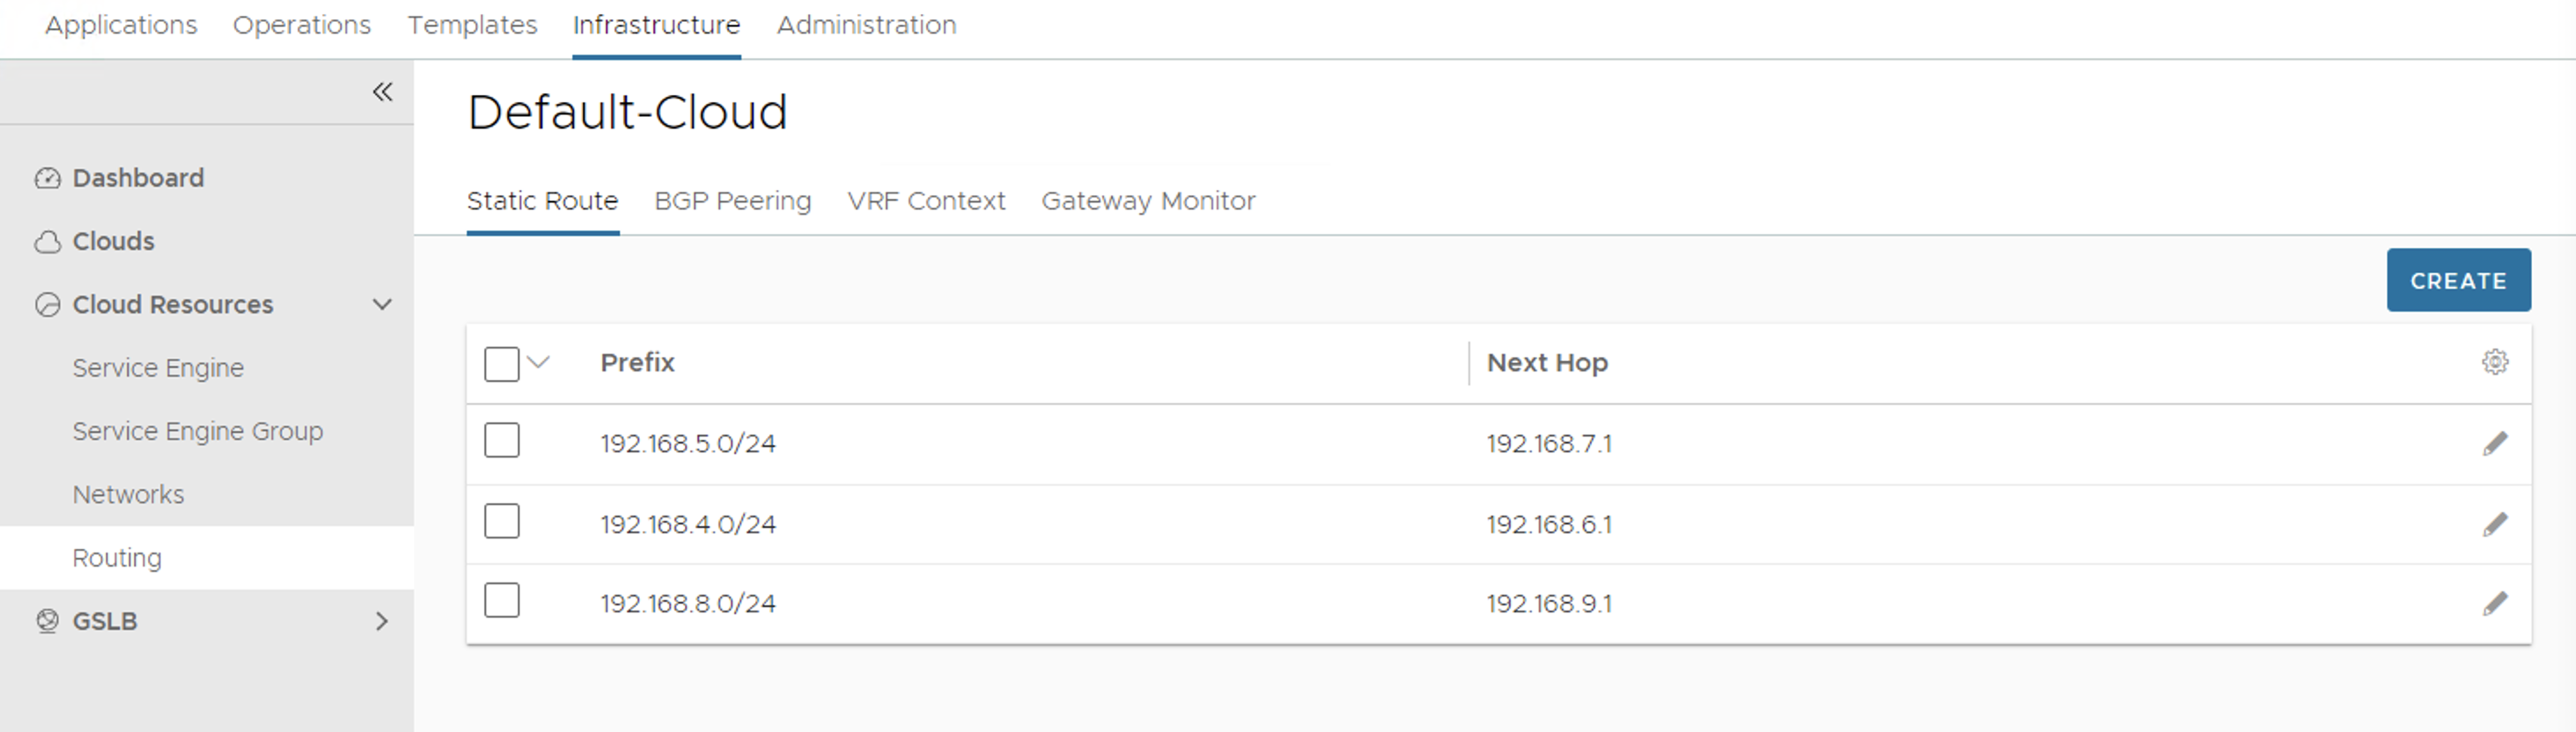 Applications Operations Templates Infrastructure Administration
Default-Cloud
Dashboard
Clouds
Cloud Resources
Service Engine
Service Engine Group
Networks
Routing
GSLB
Static Route BGP Peering VRF Context Gateway Monitor
CREATE
Prefix Next Hop
192.168.5.0/24 192.168.7.1
192.168.4.0/24 192.168.6.1
192.168.8.0/24 192.168.9.1